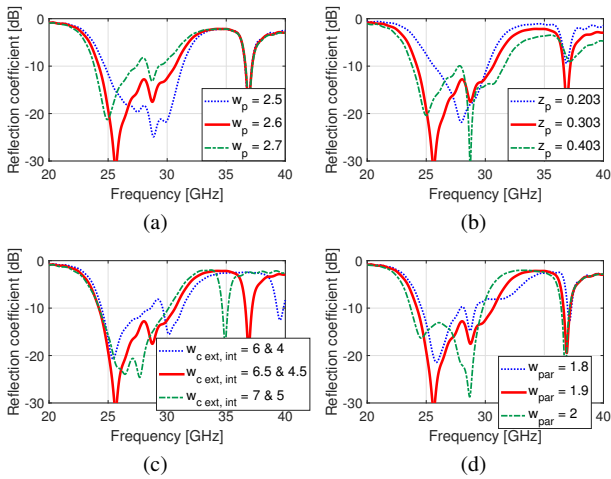 Reflection coefficient [dB]
0
-10
-20
-30
20 25 30 35 40
Frequency [GHz]
w_p = 2.5
w_p = 2.6
w_p = 2.7
(a)
Reflection coefficient [dB]
0
-10
-20
-30
20 25 30 35 40
Frequency [GHz]
z_p = 0.203
z_p = 0.303
z_p = 0.403
(b)
Reflection coefficient [dB]
0
-10
-20
-30
20 25 30 35 40
Frequency [GHz]
w_c ext, int = 6 & 4
w_c ext, int = 6.5 & 4.5
w_c ext, int = 7 & 5
(c)
Reflection coefficient [dB]
0
-10
-20
-30
20 25 30 35 40
Frequency [GHz]
w_par = 1.8
w_par = 1.9
w_par = 2
(d)